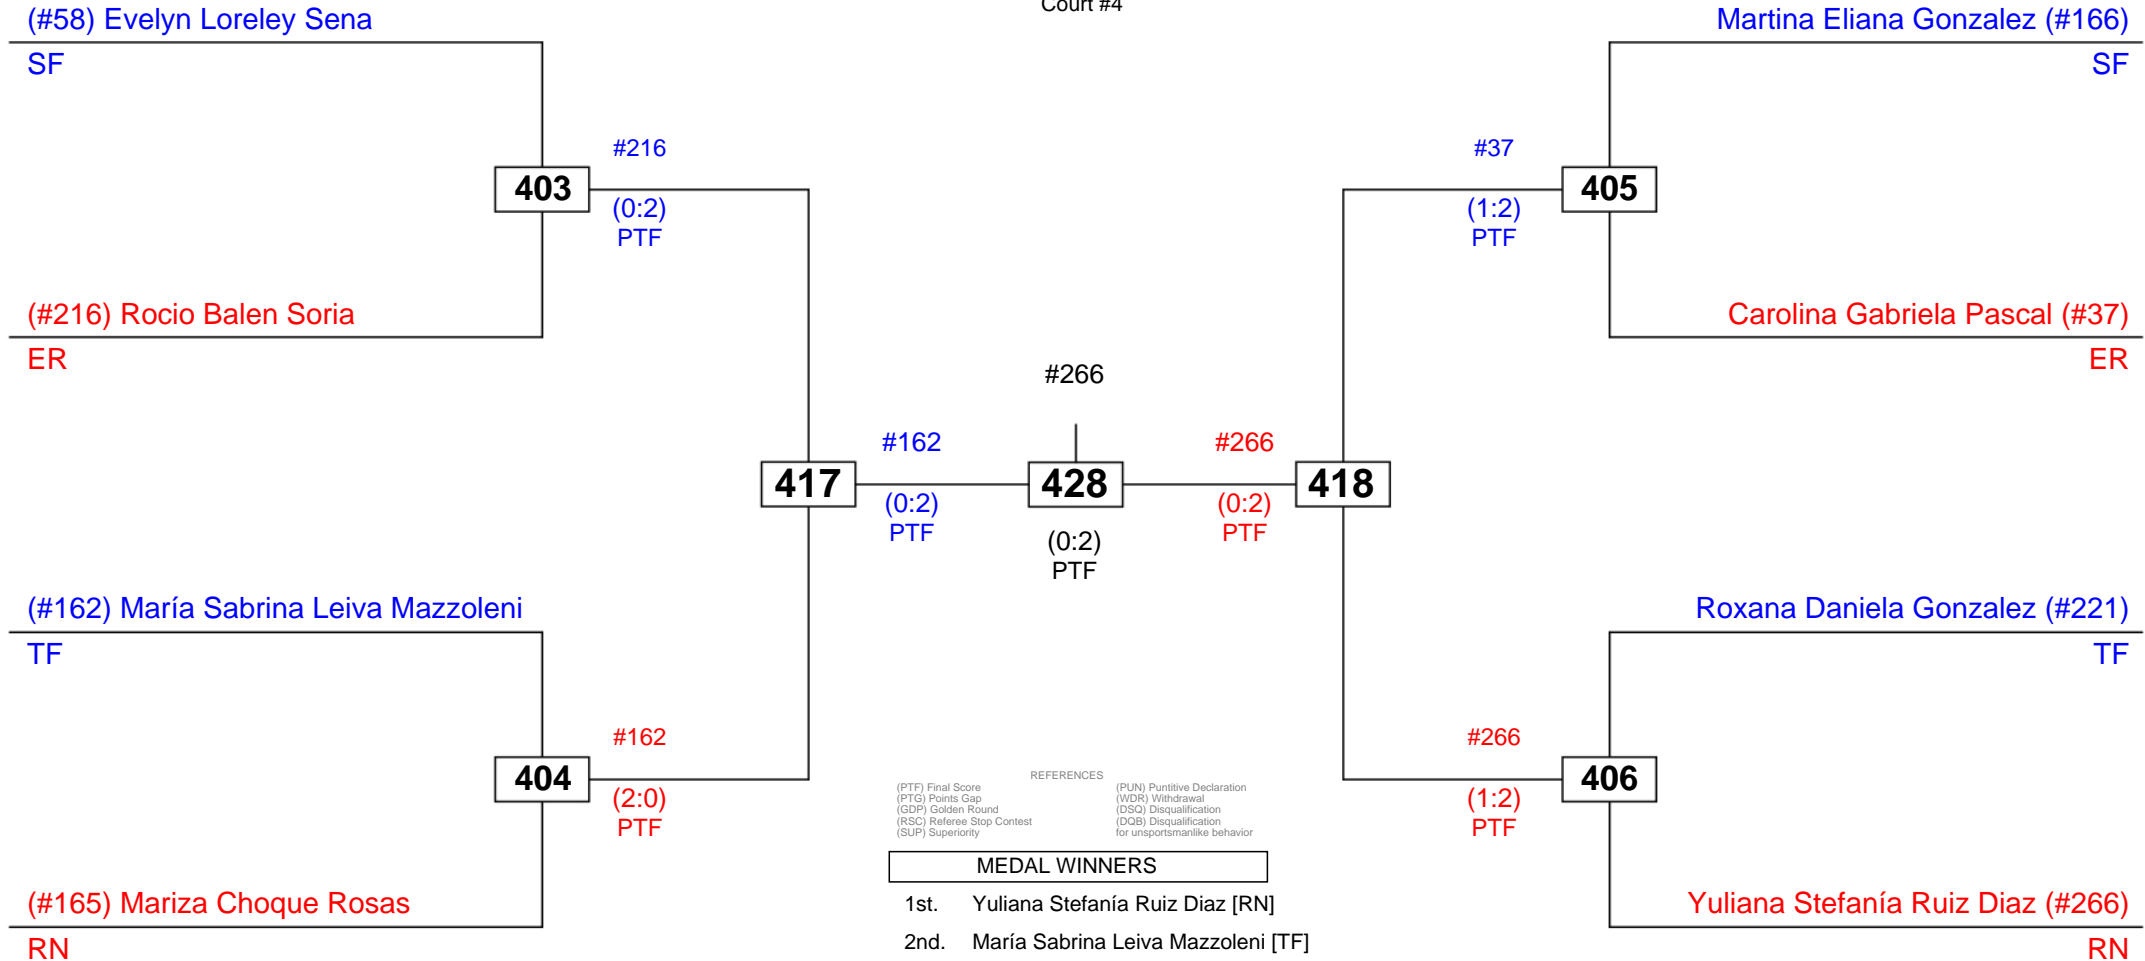 Court #4
(#58) Evelyn Loreley Sena
SF
Martina Eliana Gonzalez (#166)
SF
#216
403
(0:2)
PTF
#37
405
(1:2)
PTF
(#216) Rocio Balen Soria
ER
Carolina Gabriela Pascal (#37)
ER
#266
#162
417
(0:2)
PTF
428
(0:2)
PTF
#266
418
(0:2)
PTF
(#162) María Sabrina Leiva Mazzoleni
TF
Roxana Daniela Gonzalez (#221)
TF
#162
404
(2:0)
PTF
#266
406
(1:2)
PTF
(#165) Mariza Choque Rosas
RN
Yuliana Stefanía Ruiz Diaz (#266)
RN
REFERENCES
(PTF) Final Score
(PTG) Points Gap
(GDP) Golden Round
(RSC) Referee Stop Contest
(SUP) Superiority
(PUN) Puntitive Declaration
(WDR) Withdrawal
(DSQ) Disqualification
(DQB) Disqualification
for unsportsmanlike behavior
MEDAL WINNERS
1st. Yuliana Stefanía Ruiz Diaz [RN]
2nd. María Sabrina Leiva Mazzoleni [TF]